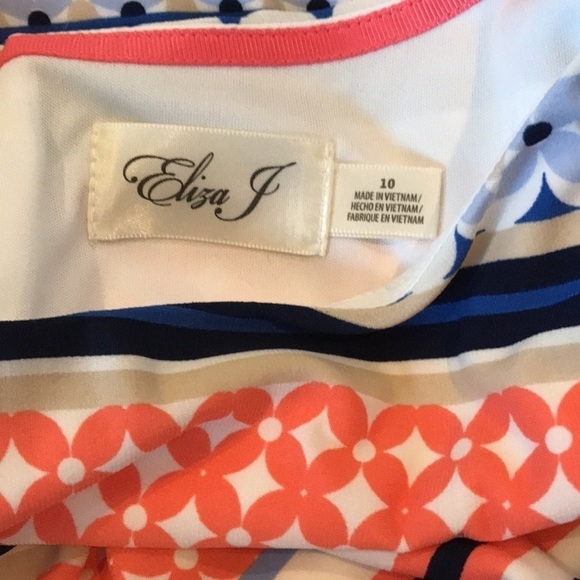 Eliza J
10
MADE IN VIETNAM/
HECHO EN VIETNAM/
FABRIQUE EN VIETNAM